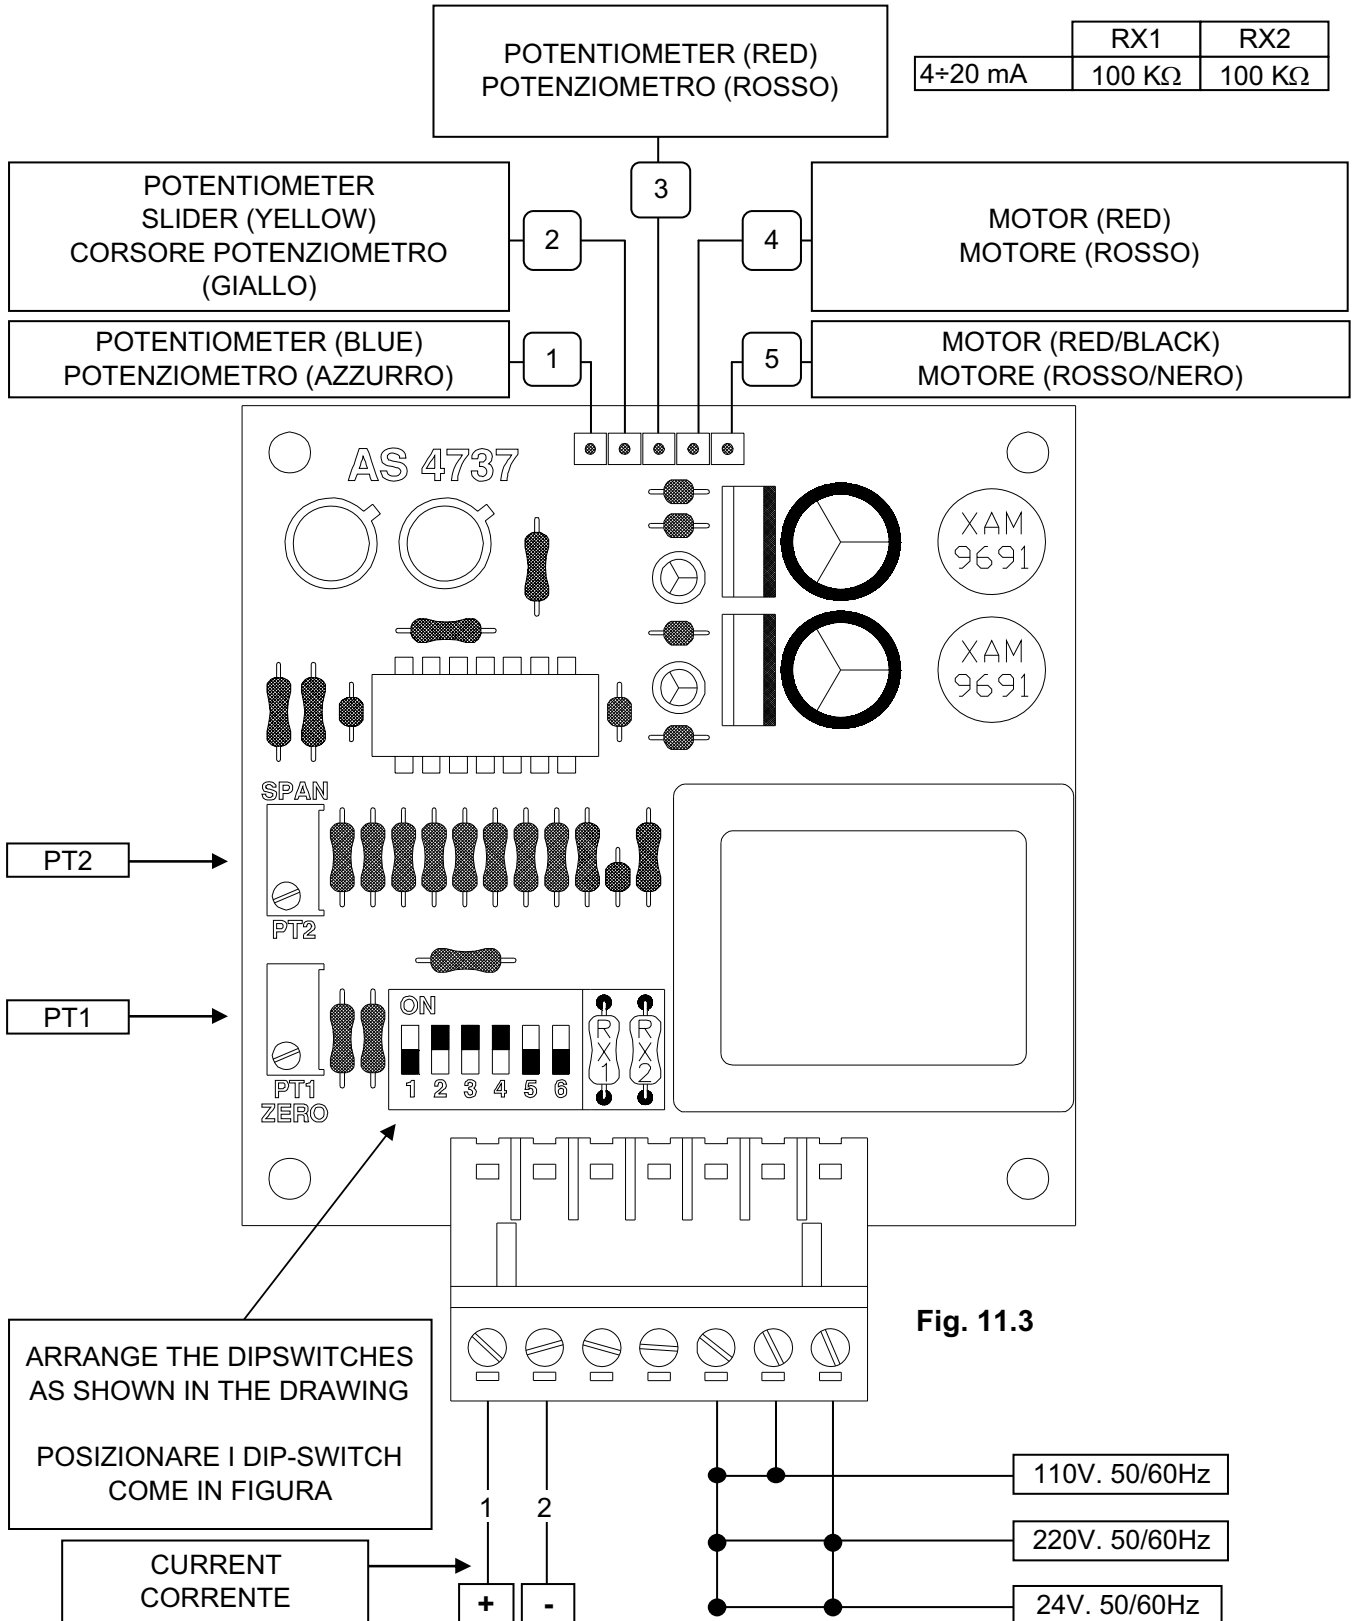 POTENTIOMETER (RED)
POTENZIOMETRO (ROSSO)
RX1 RX2
4÷20 mA 100 KΩ 100 KΩ
3
POTENTIOMETER
SLIDER (YELLOW)
CORSORE POTENZIOMETRO
(GIALLO)
2
4
MOTOR (RED)
MOTORE (ROSSO)
POTENTIOMETER (BLUE)
POTENZIOMETRO (AZZURRO)
1
5
MOTOR (RED/BLACK)
MOTORE (ROSSO/NERO)
AS 4737
XAM
9691
XAM
9691
SPAN
PT2
PT2
PT1
PT1
ZERO
ON
1 2 3 4 5 6
RX1
RX2
Fig. 11.3
ARRANGE THE DIPSWITCHES
AS SHOWN IN THE DRAWING
POSIZIONARE I DIP-SWITCH
COME IN FIGURA
1 2
CURRENT
CORRENTE
+ -
110V. 50/60Hz
220V. 50/60Hz
24V. 50/60Hz